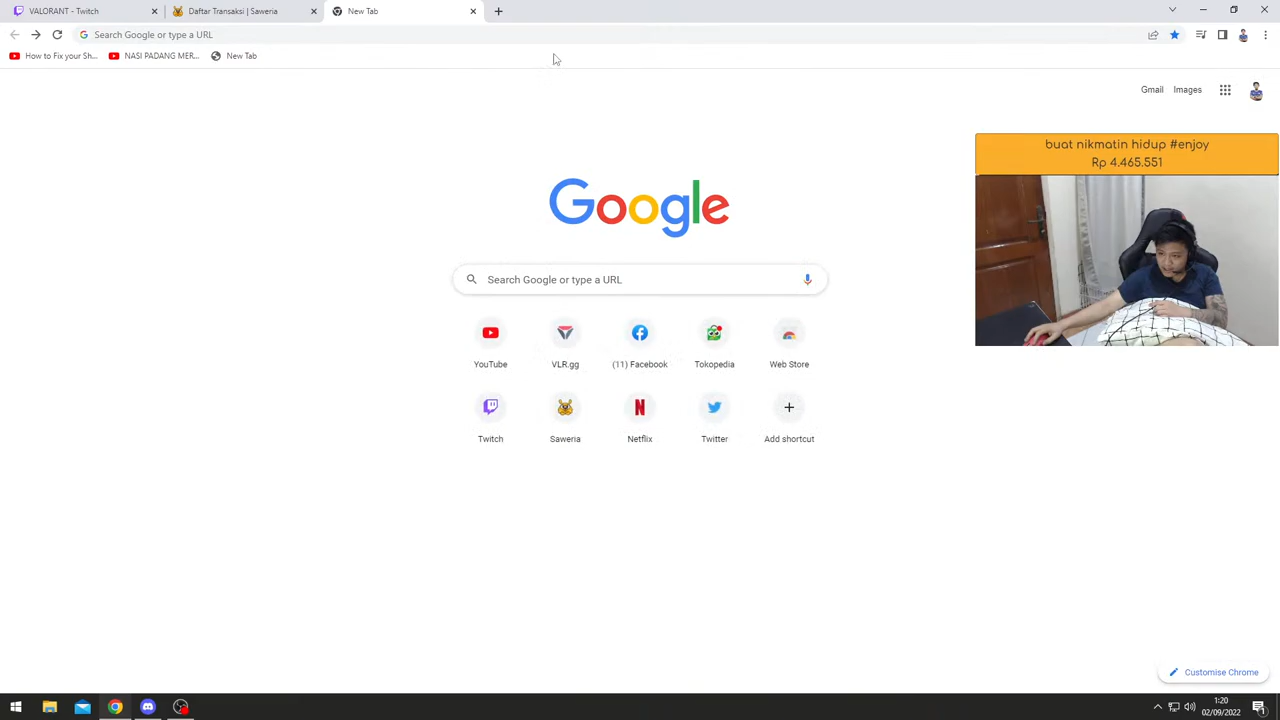 VALORANT - Twitch
Daftar Transaksi | Saweria
New Tab
Search Google or type a URL
How to Fix your Sh...
NASI PADANG MER...
New Tab
Gmail
Images
buat nikmatin hidup #enjoy
Rp 4.465.551
Google
Search Google or type a URL
YouTube
VLR.gg
(11) Facebook
Tokopedia
Web Store
Twitch
Saweria
Netflix
Twitter
Add shortcut
Customise Chrome
1:20
02/09/2022